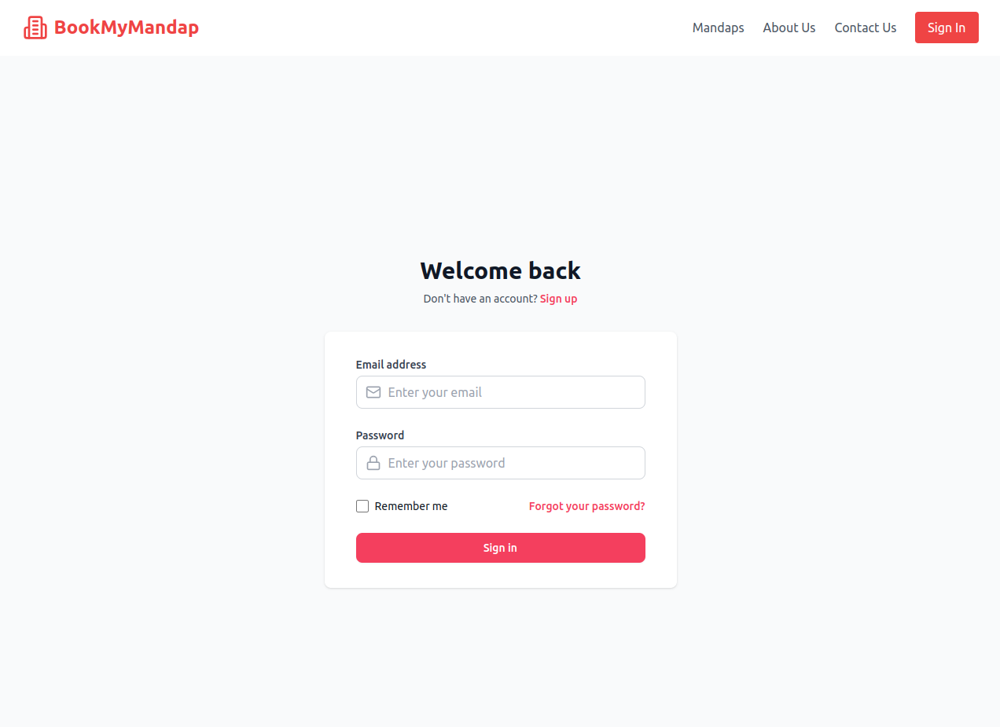 BookMyMandap
Mandaps About Us Contact Us Sign In
Welcome back
Don't have an account? Sign up
Email address
Enter your email
Password
Enter your password
Remember me Forgot your password?
Sign in